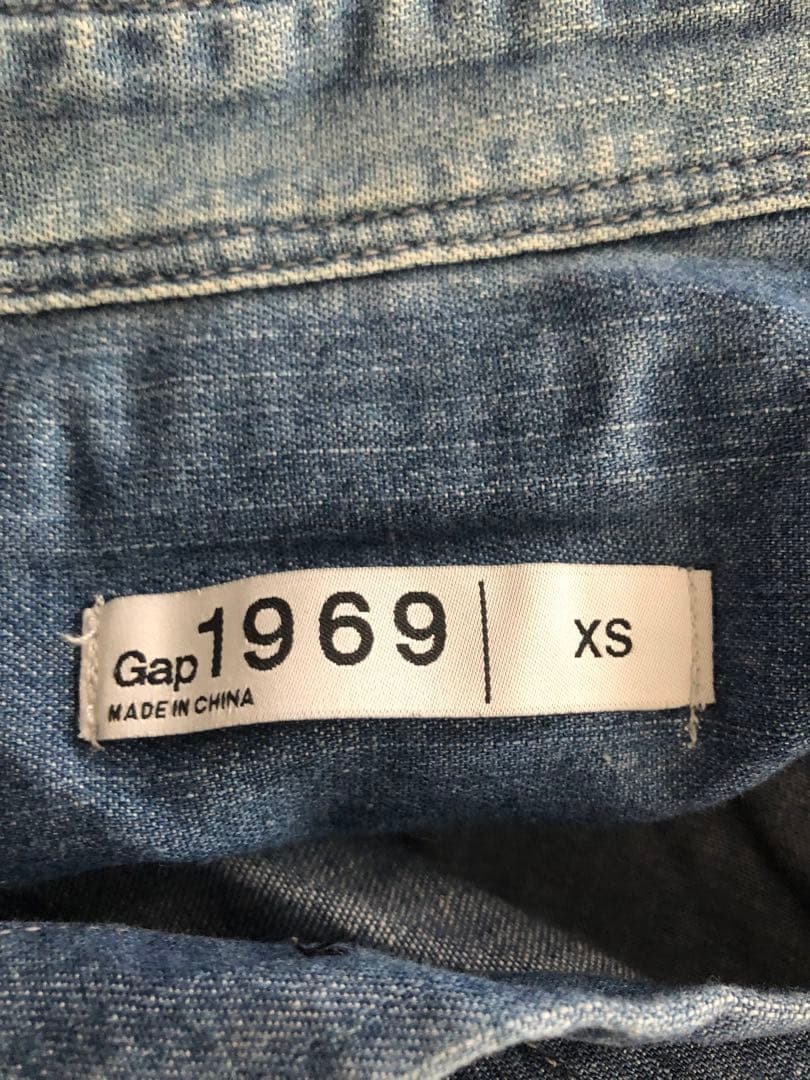 Gap 1969 | XS
MADE IN CHINA